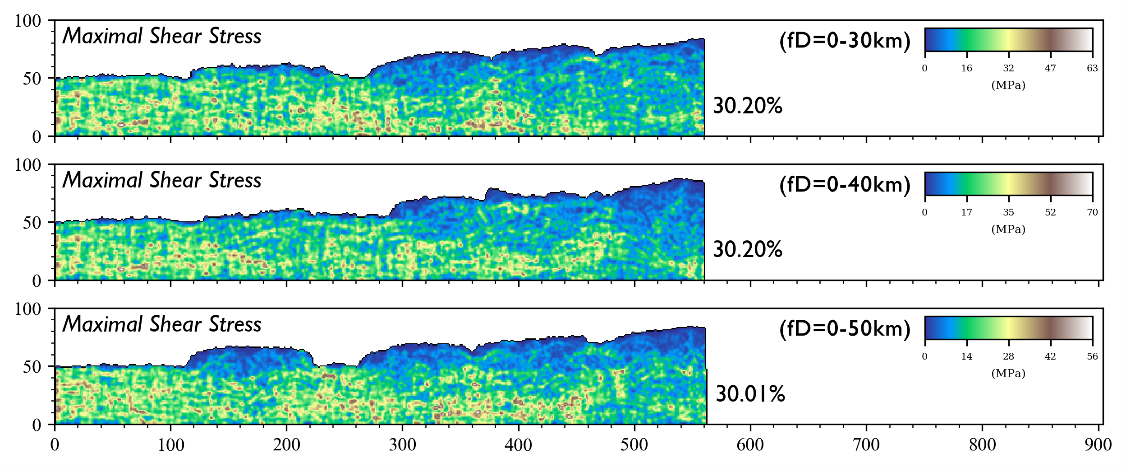 100
50
0
Maximal Shear Stress
(fD=0-30km)
0 16 32 47 63
(MPa)
30.20%
100
50
0
Maximal Shear Stress
(fD=0-40km)
0 17 35 52 70
(MPa)
30.20%
100
50
0
Maximal Shear Stress
(fD=0-50km)
0 14 28 42 56
(MPa)
30.01%
0 100 200 300 400 500 600 700 800 900